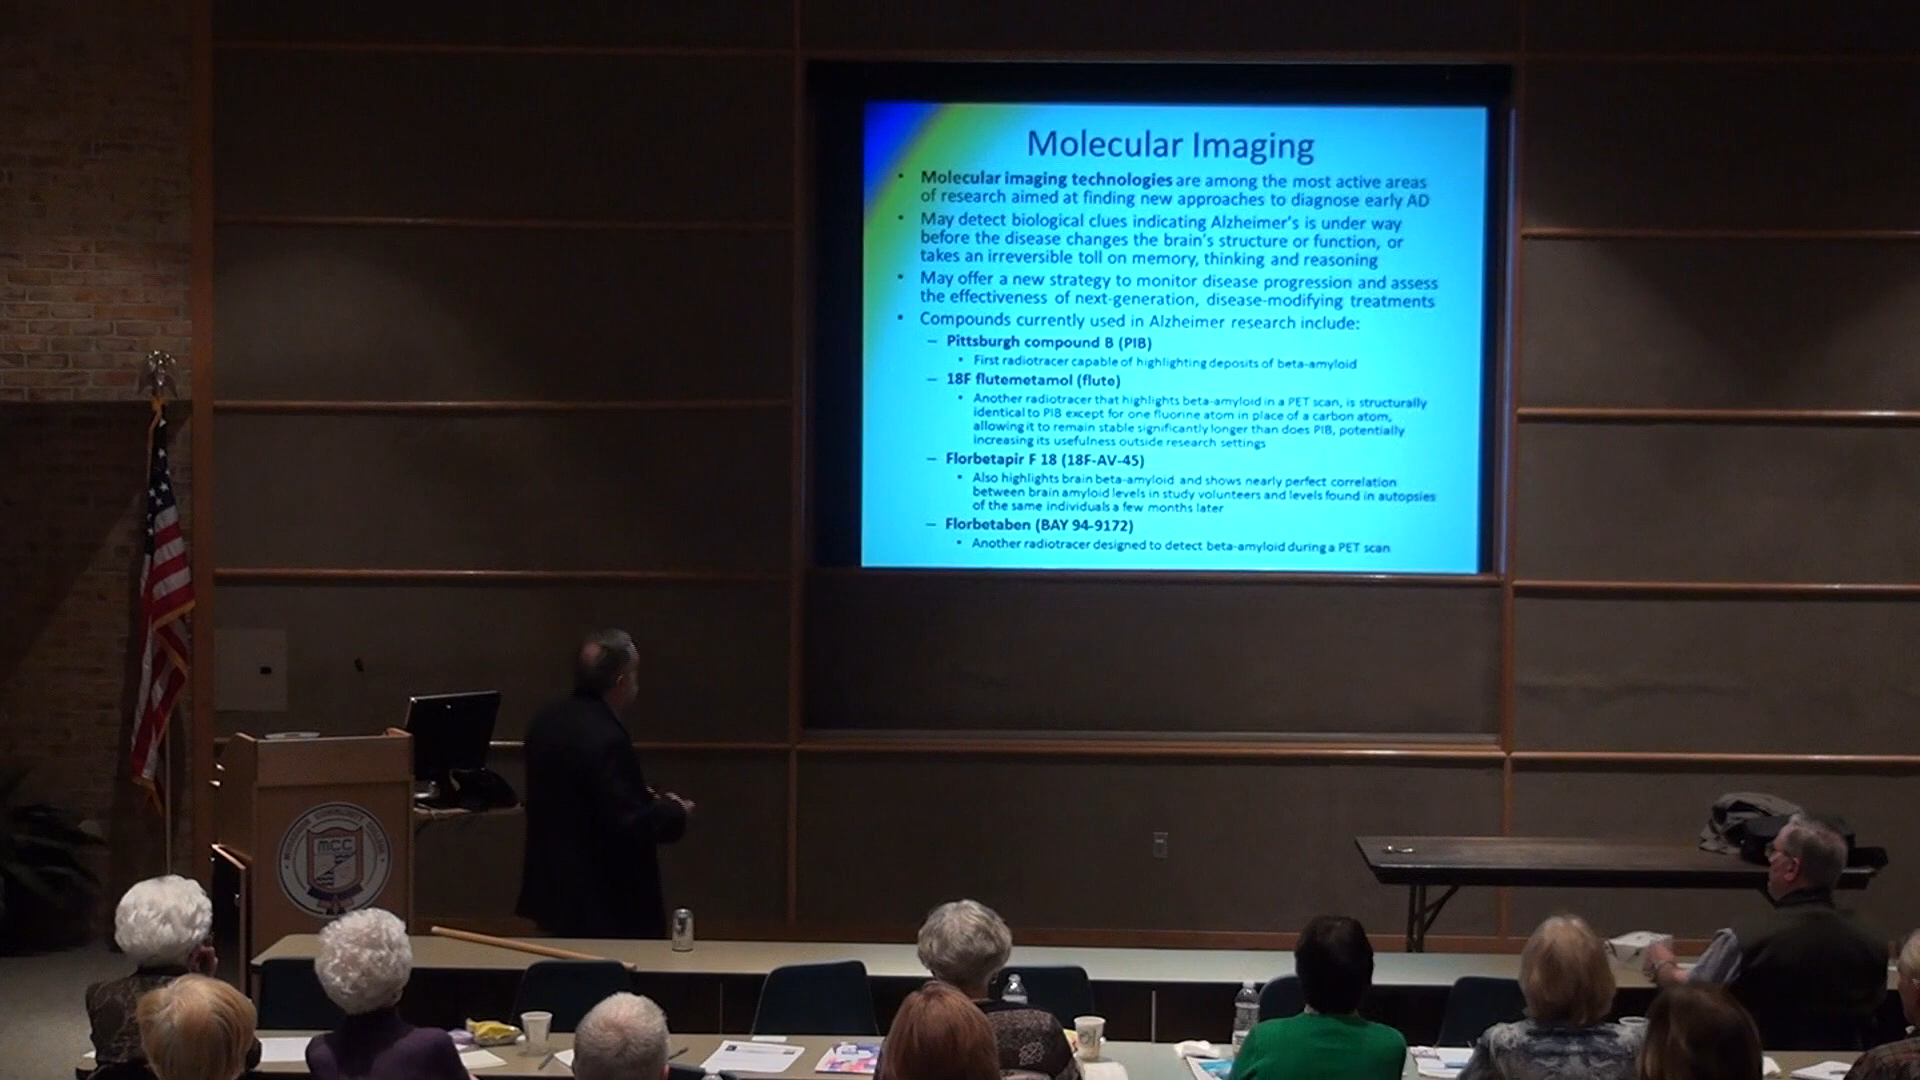 Molecular Imaging
• Molecular imaging technologies are among the most active areas
of research aimed at finding new approaches to diagnose early AD
• May detect biological clues indicating Alzheimer's is under way
before the disease changes the brain's structure or function, or
takes an irreversible toll on memory, thinking and reasoning
• May offer a new strategy to monitor disease progression and assess
the effectiveness of next-generation, disease-modifying treatments
• Compounds currently used in Alzheimer research include:
– Pittsburgh compound B (PIB)
• First radiotracer capable of highlighting deposits of beta-amyloid
– 18F flutemetamol (flute)
• Another radiotracer that highlights beta-amyloid in a PET scan, is structurally
identical to PIB except for one fluorine atom in place of a carbon atom,
allowing it to remain stable significantly longer than does PIB, potentially
increasing its usefulness outside research settings
– Florbetapir F 18 (18F-AV-45)
• Also highlights brain beta-amyloid and shows nearly perfect correlation
between brain amyloid levels in study volunteers and levels found in autopsies
of the same individuals a few months later
– Florbetaben (BAY 94-9172)
• Another radiotracer designed to detect beta-amyloid during a PET scan
COMMUNITY COLLEGE
MCC